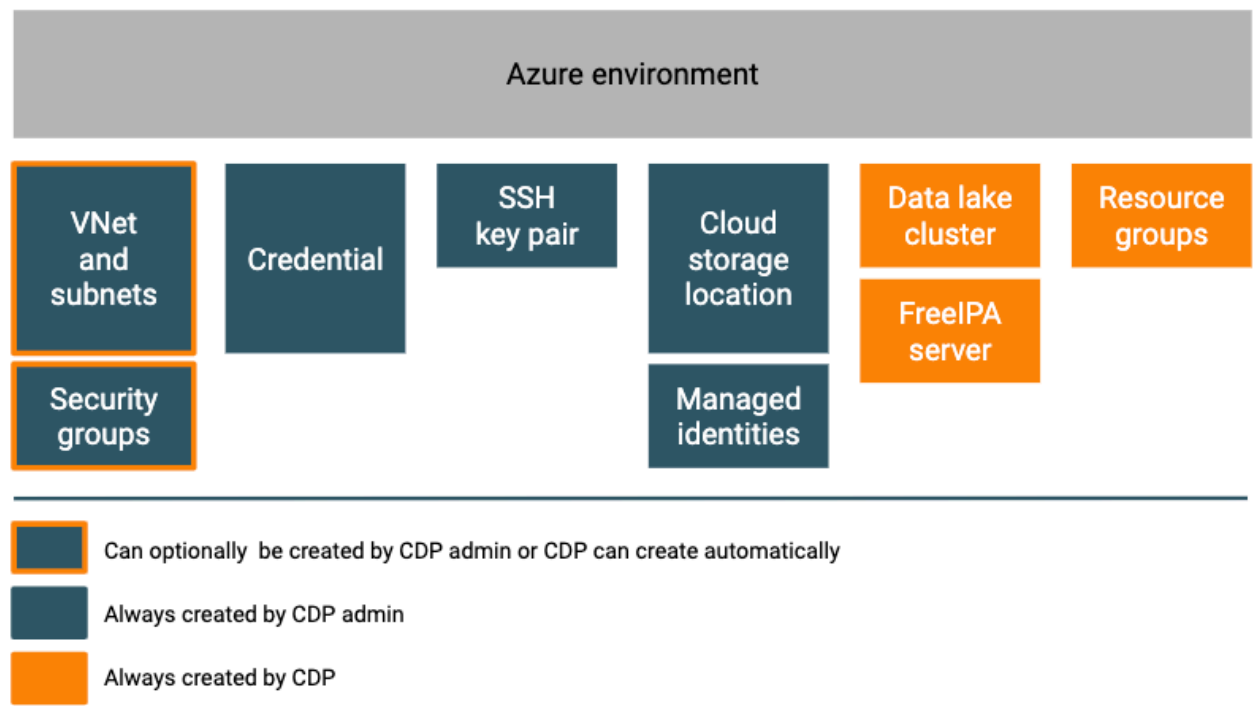 Azure environment
VNet
and
subnets
Security
groups
Credential
SSH
key pair
Cloud
storage
location
Managed
identities
Data lake
cluster
FreeIPA
server
Resource
groups
Can optionally  be created by CDP admin or CDP can create automatically
Always created by CDP admin
Always created by CDP